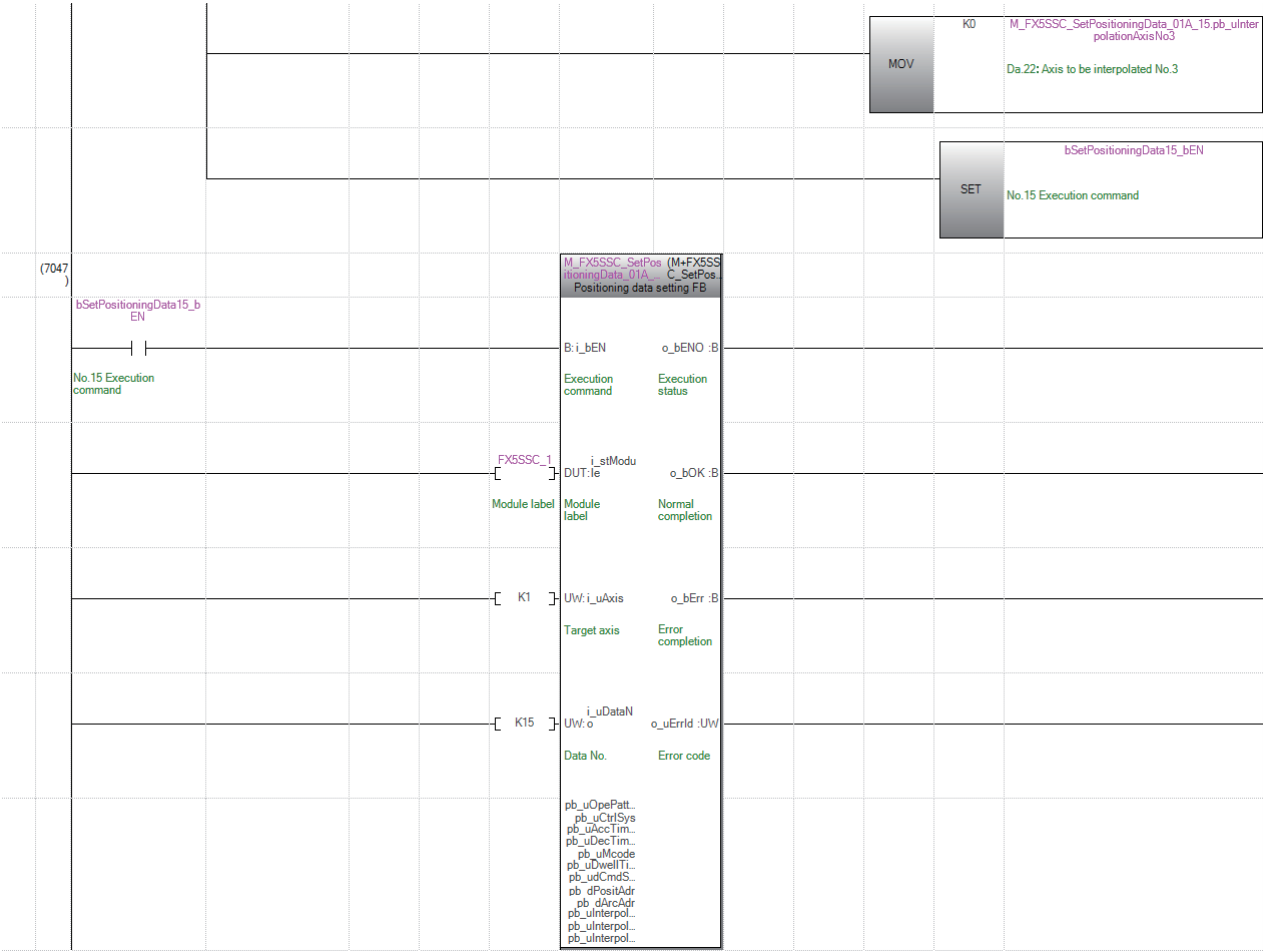 K0
M_FX5SSC_SetPositioningData_01A_15.pb_uInter
polationAxisNo3
MOV
Da.22: Axis to be interpolated No.3
bSetPositioningData15_bEN
SET
No.15 Execution command
(7047
)
M_FX5SSC_SetPos (M+FX5SS
itioningData_01A_... C_SetPos...
Positioning data setting FB
bSetPositioningData15_b
EN
B: i_bEN o_bENO :B
No.15 Execution
command
Execution
command
Execution
status
FX5SSC_1
i_stModu
DUT:le o_bOK :B
Module label
Module
label
Normal
completion
K1
UW: i_uAxis o_bErr :B
Target axis
Error
completion
i_uDataN
K15
UW: o o_uErrId :UW
Data No. Error code
pb_uOpePatt...
pb_uCtrlSys
pb_uAccTim...
pb_uDecTim...
pb_uMcode
pb_uDwellTi...
pb_udCmdS...
pb_dPositAdr
pb_dArcAdr
pb_uInterpol...
pb_uInterpol...
pb_uInterpol...